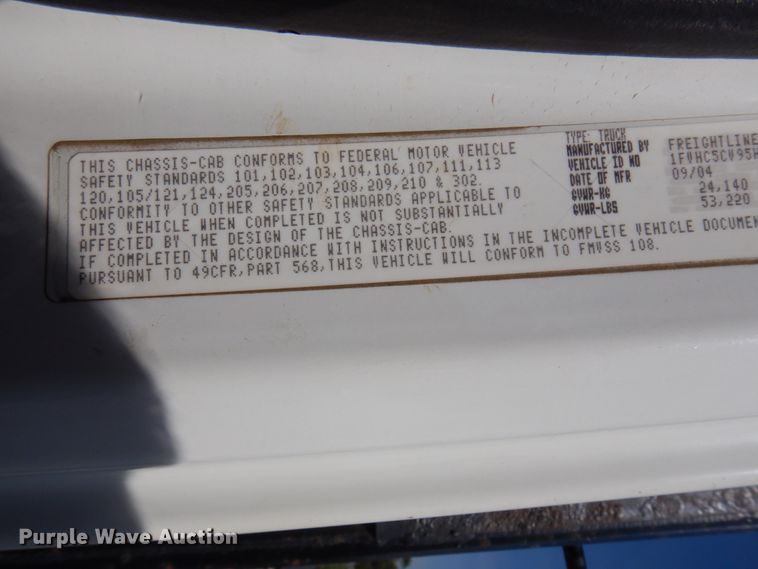 THIS CHASSIS-CAB CONFORMS TO FEDERAL MOTOR VEHICLE
SAFETY STANDARDS 101,102,103,104,106,107,111,113
120,105/121,124,205,206,207,208,209,210 & 302.
CONFORMITY TO OTHER SAFETY STANDARDS APPLICABLE TO
THIS VEHICLE WHEN COMPLETED IS NOT SUBSTANTIALLY
AFFECTED BY THE DESIGN OF THE CHASSIS-CAB.
IF COMPLETED IN ACCORDANCE WITH INSTRUCTIONS IN THE INCOMPLETE VEHICLE DOCUMEN
PURSUANT TO 49CFR,PART 568,THIS VEHICLE WILL CONFORM TO FMVSS 108.
TYPE: TRUCK
MANUFACTURED BY FREIGHTLINE
VEHICLE ID NO 1FVHC5CV95H
DATE OF MFR 09/04
GVWR-KG 24,140
GVWR-LBS 53,220
Purple Wave Auction